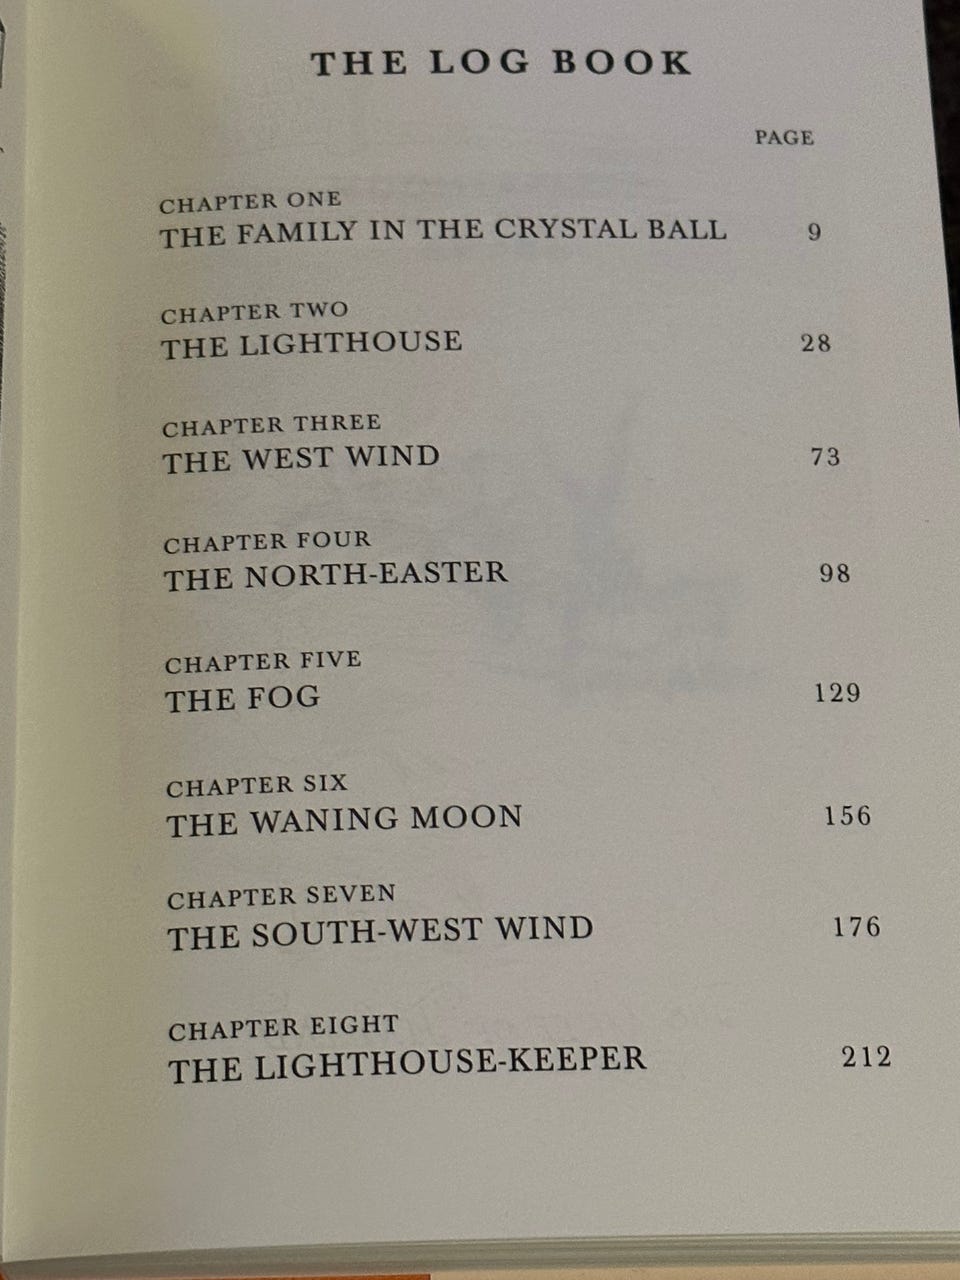 THE LOG BOOK
PAGE
CHAPTER ONE
THE FAMILY IN THE CRYSTAL BALL 9
CHAPTER TWO
THE LIGHTHOUSE 28
CHAPTER THREE
THE WEST WIND 73
CHAPTER FOUR
THE NORTH-EASTER 98
CHAPTER FIVE
THE FOG 129
CHAPTER SIX
THE WANING MOON 156
CHAPTER SEVEN
THE SOUTH-WEST WIND 176
CHAPTER EIGHT
THE LIGHTHOUSE-KEEPER 212